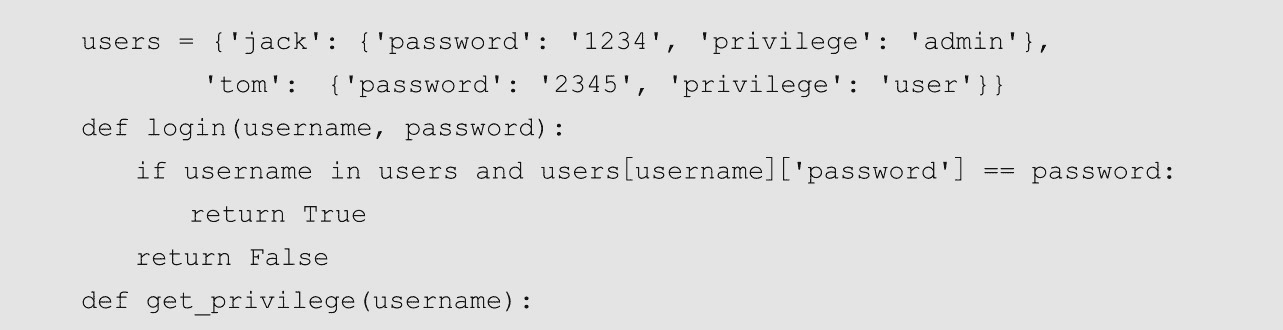 users = {'jack': {'password': '1234', 'privilege': 'admin'},
'tom':  {'password': '2345', 'privilege': 'user'}}
def login(username, password):
if username in users and users[username]['password'] == password:
return True
return False
def get_privilege(username):